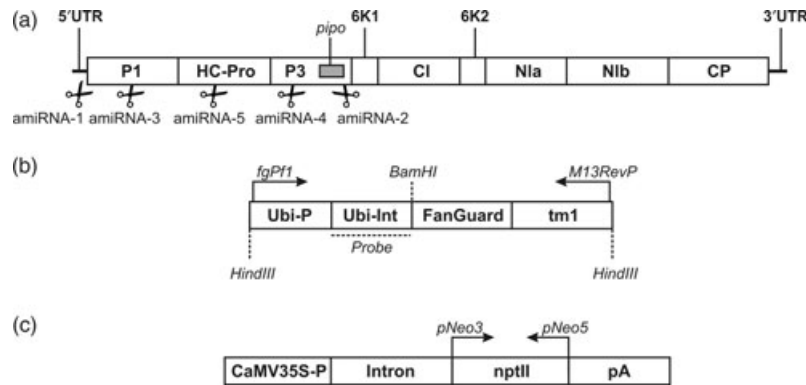 (a)
5′UTR 6K1 6K2 3′UTR
pipo
P1 HC-Pro P3 CI NIa NIb CP
amiRNA-1 amiRNA-3 amiRNA-5 amiRNA-4 amiRNA-2
(b)
fgPf1 BamHI M13RevP
Ubi-P Ubi-Int FanGuard tm1
Probe
HindIII HindIII
(c)
pNeo3 pNeo5
CaMV35S-P Intron nptII pA